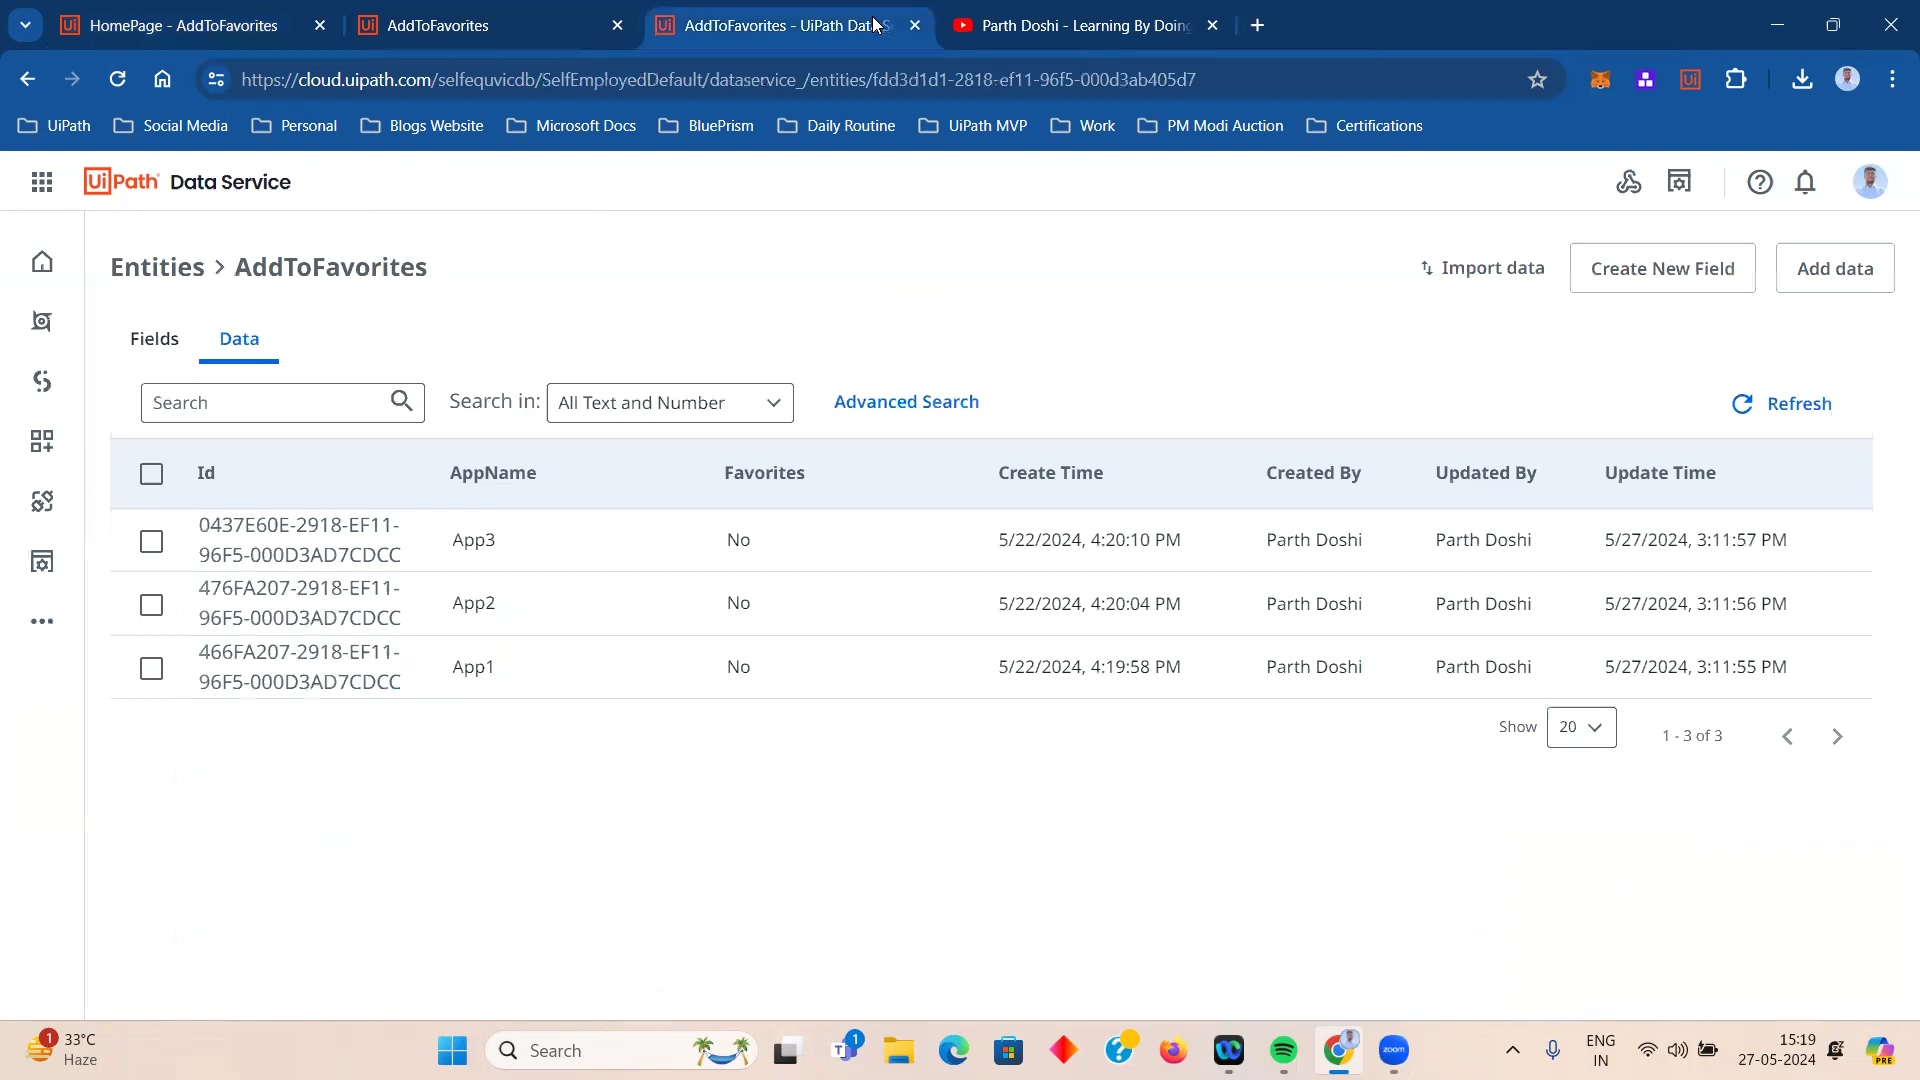 HomePage - AddToFavorites
AddToFavorites
AddToFavorites - UiPath Data
Parth Doshi - Learning By Doing
https://cloud.uipath.com/selfequvicdb/SelfEmployedDefault/dataservice_/entities/fdd3d1d1-2818-ef11-96f5-000d3ab405d7
UiPath Social Media Personal Blogs Website Microsoft Docs BluePrism Daily Routine UiPath MVP Work PM Modi Auction Certifications
UiPath Data Service
Entities > AddToFavorites
Import data
Create New Field
Add data
Fields Data
Search
Search in: All Text and Number
Advanced Search
Refresh
Id AppName Favorites Create Time Created By Updated By Update Time
0437E60E-2918-EF11-
96F5-000D3AD7CDCC
App3 No 5/22/2024, 4:20:10 PM Parth Doshi Parth Doshi 5/27/2024, 3:11:57 PM
476FA207-2918-EF11-
96F5-000D3AD7CDCC
App2 No 5/22/2024, 4:20:04 PM Parth Doshi Parth Doshi 5/27/2024, 3:11:56 PM
466FA207-2918-EF11-
96F5-000D3AD7CDCC
App1 No 5/22/2024, 4:19:58 PM Parth Doshi Parth Doshi 5/27/2024, 3:11:55 PM
Show 20 1 - 3 of 3
1 33°C
Haze
Search
1
zoom
ENG
IN
15:19
27-05-2024
PRE